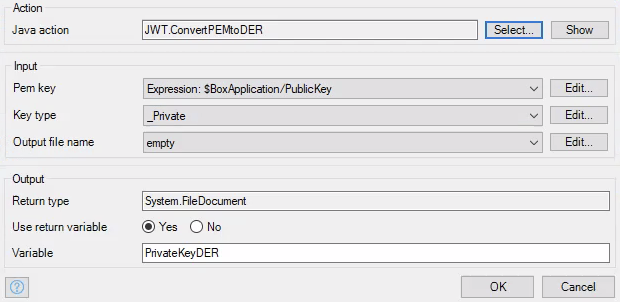 Action
Java action JWT.ConvertPEMtoDER Select... Show
Input
Pem key Expression: $BoxApplication/PublicKey Edit...
Key type _Private Edit...
Output file name empty Edit...
Output
Return type System.FileDocument
Use return variable Yes No
Variable PrivateKeyDER
? OK Cancel